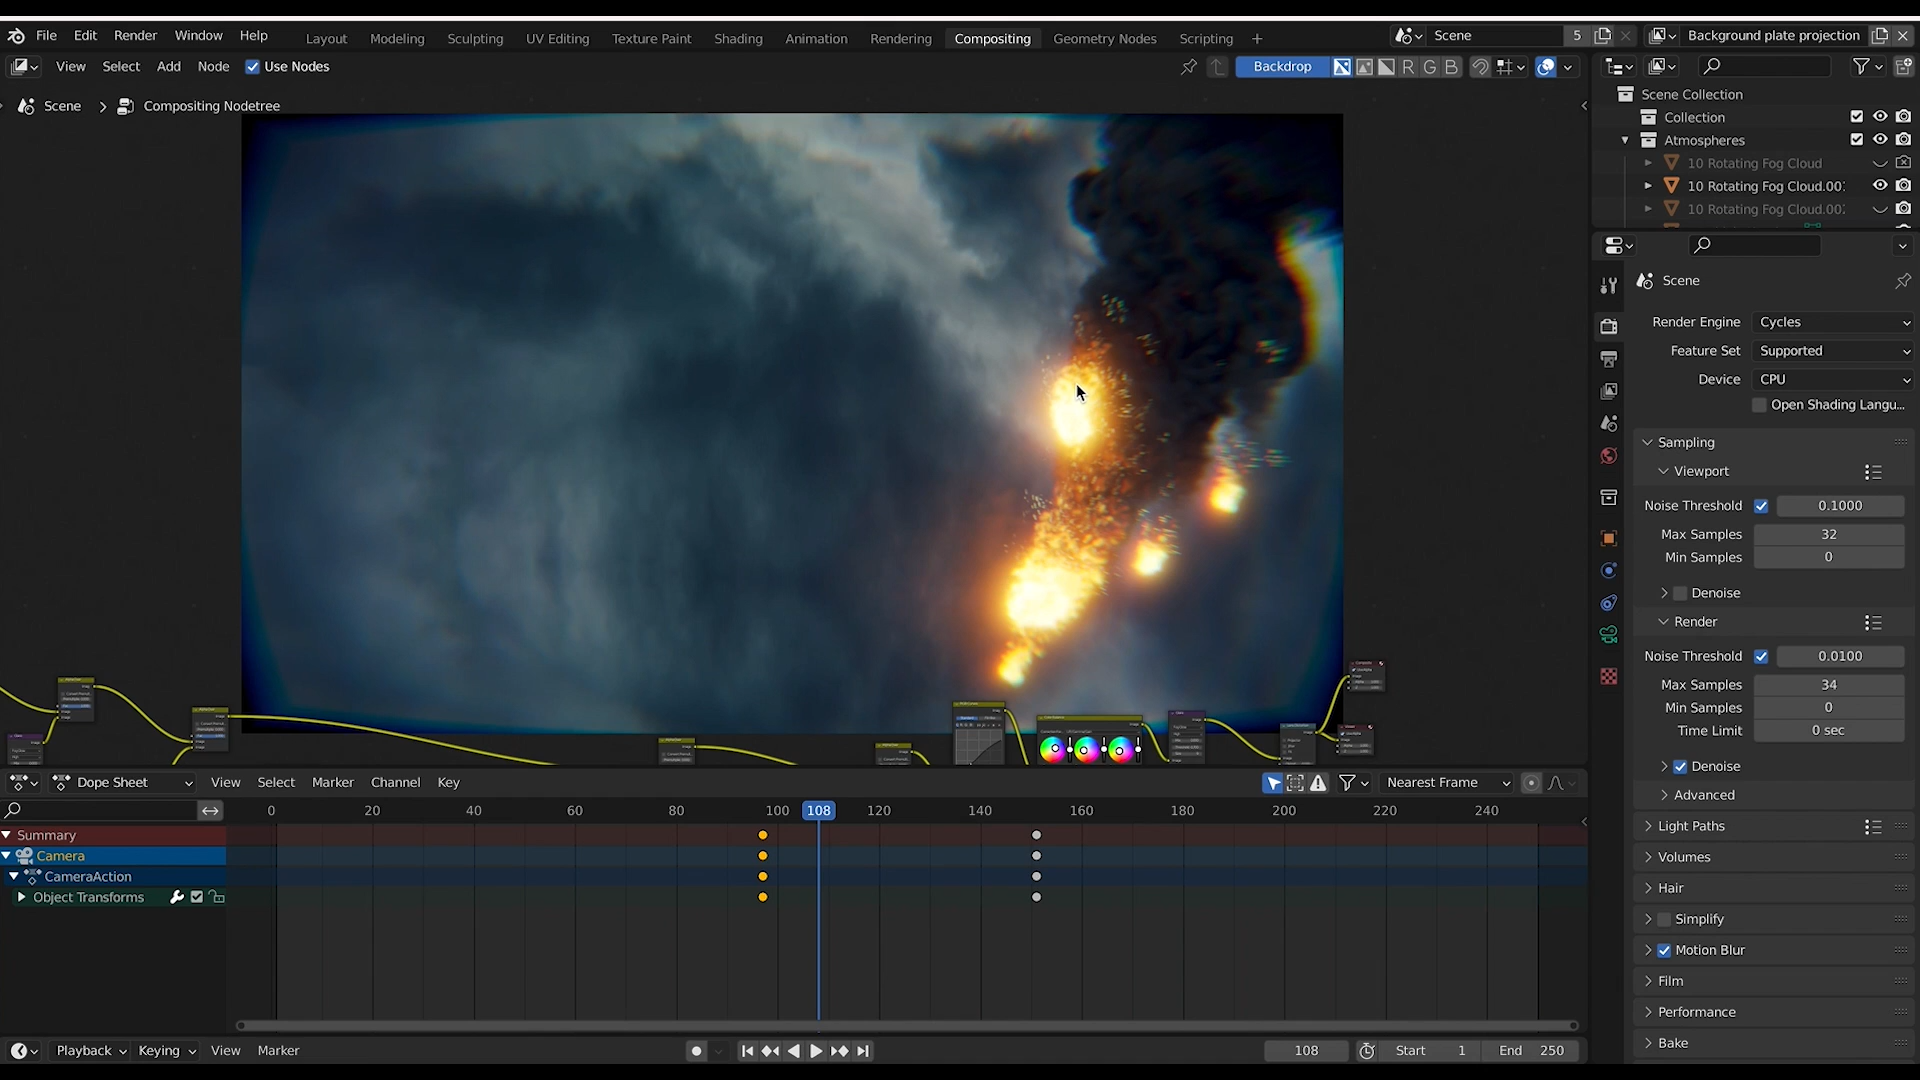 File Edit Render Window Help Layout Modeling Sculpting UV Editing Texture Paint Shading Animation Rendering Compositing Geometry Nodes Scripting + Scene 5 Background plate projection
View Select Add Node Use Nodes Backdrop R G B
Scene > Compositing Nodetree
Scene Collection
Collection
Atmospheres
10 Rotating Fog Cloud
10 Rotating Fog Cloud.00
10 Rotating Fog Cloud.00
Scene
Render Engine Cycles
Feature Set Supported
Device CPU
Open Shading Langu...
Sampling
Viewport
Noise Threshold 0.1000
Max Samples 32
Min Samples 0
Denoise
Render
Noise Threshold 0.0100
Max Samples 34
Min Samples 0
Time Limit 0 sec
Denoise
Advanced
Light Paths
Volumes
Hair
Simplify
Motion Blur
Film
Performance
Bake
Dope Sheet View Select Marker Channel Key Nearest Frame
0 20 40 60 80 100 108 120 140 160 180 200 220 240
Summary
Camera
CameraAction
Object Transforms
Playback Keying View Marker 108 Start 1 End 250